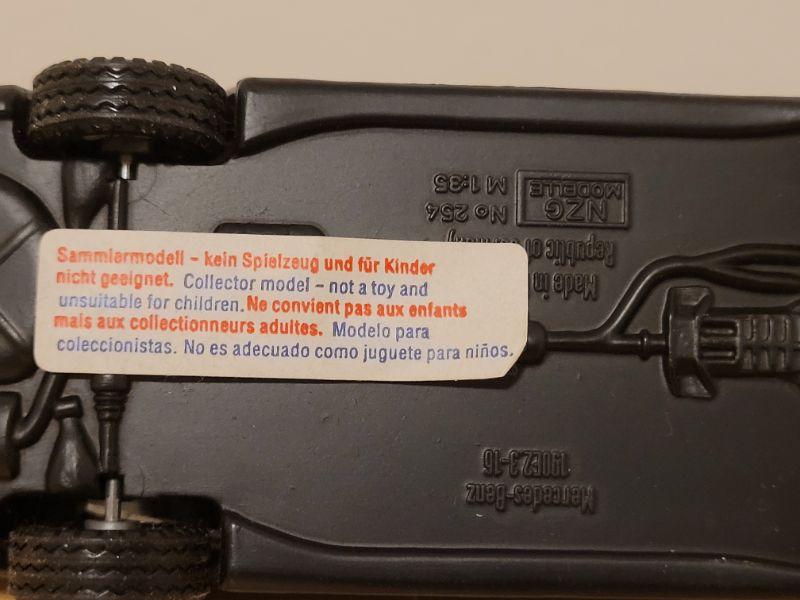 Sammlermodell – kein Spielzeug und für Kinder
nicht geeignet. Collector model – not a toy and
unsuitable for children. Ne convient pas aux enfants
mais aux collectionneurs adultes. Modelo para
coleccionistas. No es adecuado como juguete para niños.
NZG
MODELLE
No 254
M 1:35
Made in
Republic of Germany
Mercedes-Benz
190E2.3-16